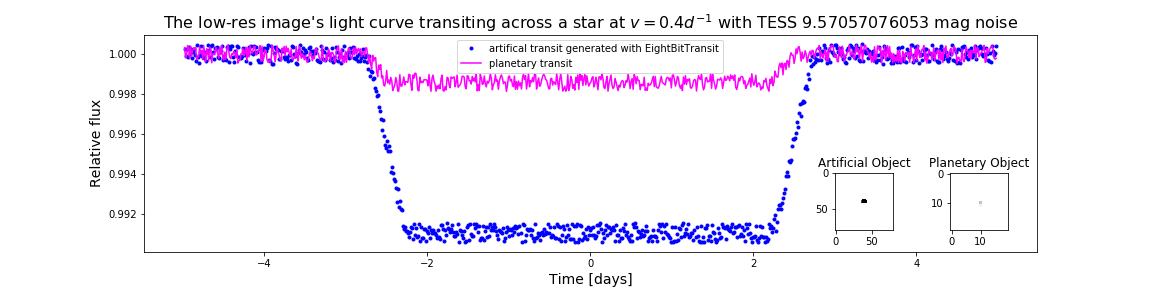 The low-res image's light curve transiting across a star at v = 0.4d⁻¹ with TESS 9.57057076053 mag noise
artifical transit generated with EightBitTransit
planetary transit
Relative flux
1.000
0.998
0.996
0.994
0.992
Artificial Object
0
50
0 50
Planetary Object
0
10
0 10
−4 −2 0 2 4
Time [days]